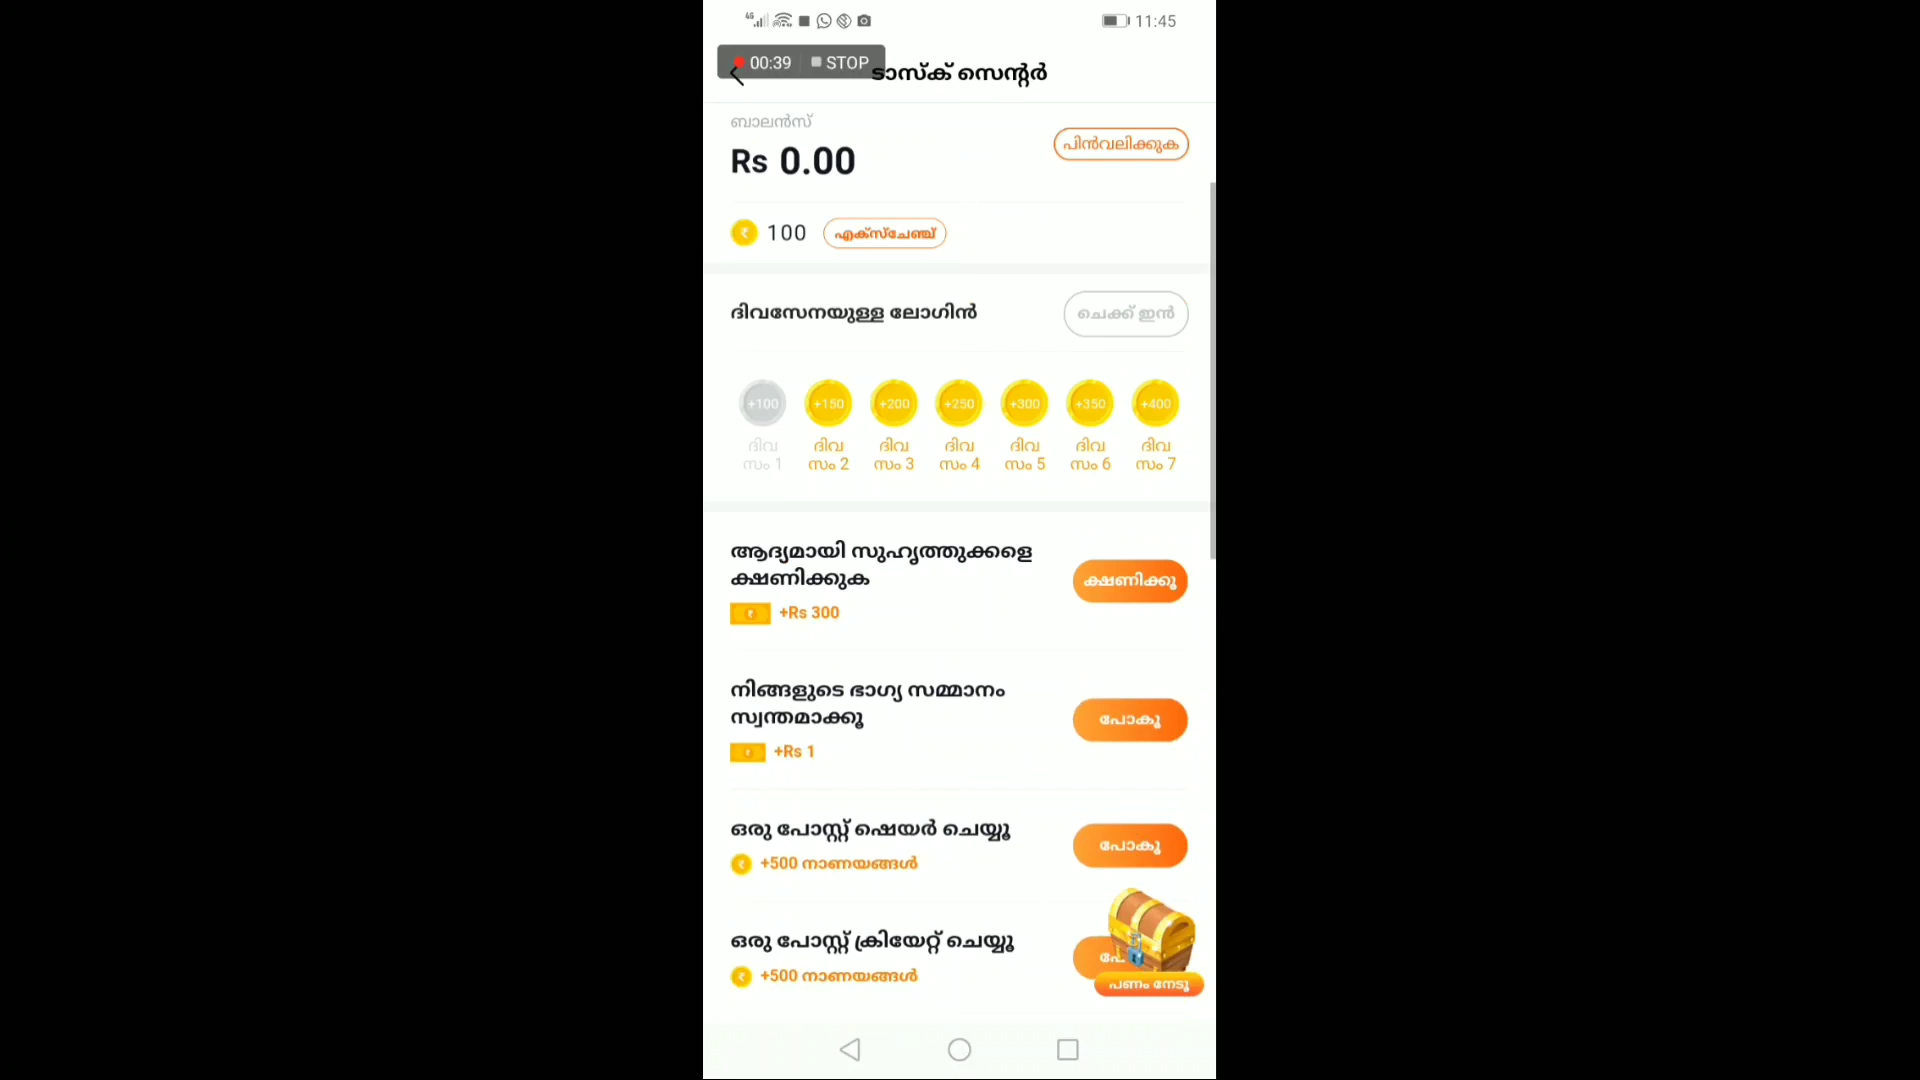 4G 11:45
00:39 STOP
ടാസ്ക് സെന്റർ
ബാലൻസ്
Rs 0.00
പിൻവലിക്കുക
100 എക്സ്ചേഞ്ച്
ദിവസേനയുള്ള ലോഗിൻ
ചെക്ക് ഇൻ
+100 +150 +200 +250 +300 +350 +400
ദിവ ദിവ ദിവ ദിവ ദിവ ദിവ ദിവ
സം 1 സം 2 സം 3 സം 4 സം 5 സം 6 സം 7
ആദ്യമായി സുഹൃത്തുക്കളെ
ക്ഷണിക്കുക
ക്ഷണിക്കൂ
+Rs 300
നിങ്ങളുടെ ഭാഗ്യ സമ്മാനം
സ്വന്തമാക്കൂ
പോകൂ
+Rs 1
ഒരു പോസ്റ്റ് ഷെയർ ചെയ്യൂ
പോകൂ
+500 നാണയങ്ങൾ
ഒരു പോസ്റ്റ് ക്രിയേറ്റ് ചെയ്യൂ
+500 നാണയങ്ങൾ
പണം നേടൂ